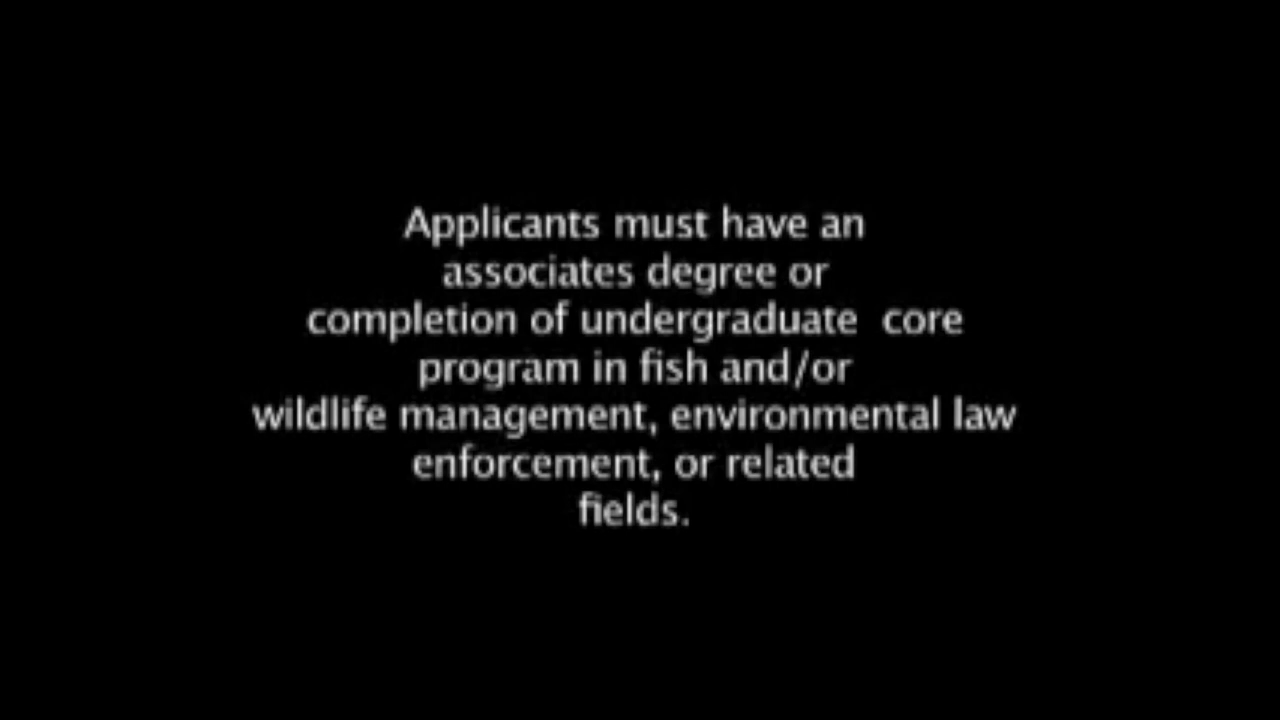 Applicants must have an
associates degree or
completion of undergraduate  core
program in fish and/or
wildlife management, environmental law
enforcement, or related
fields.